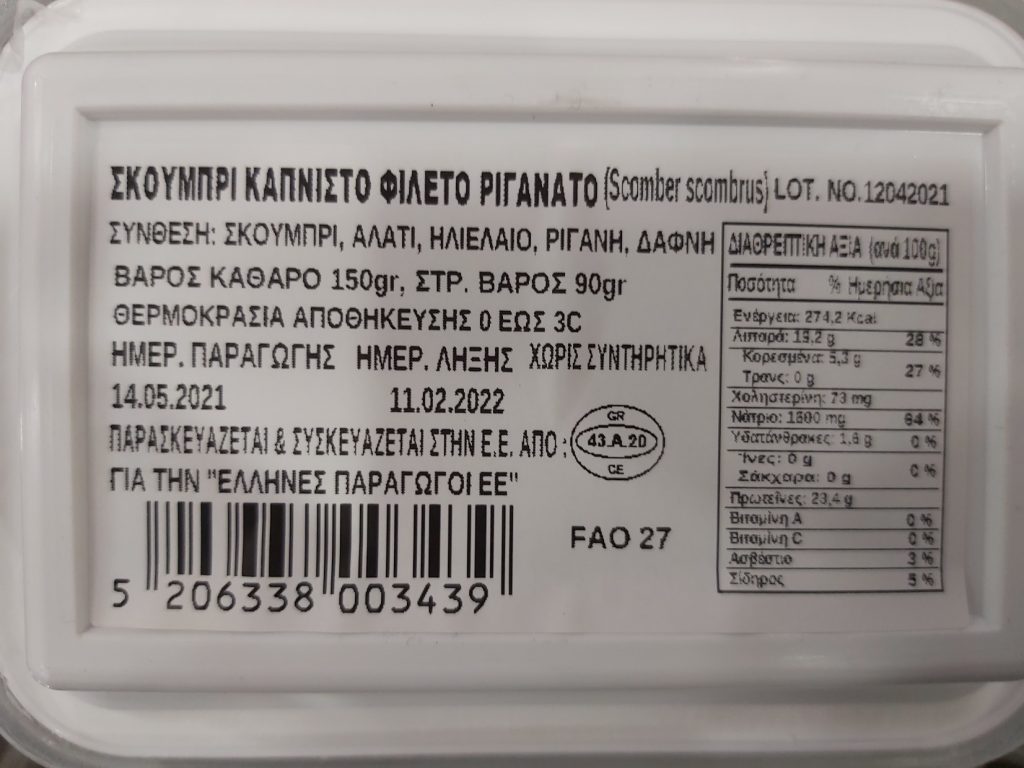 ΣΚΟΥΜΠΡΙ ΚΑΠΝΙΣΤΟ ΦΙΛΕΤΟ ΡΙΓΑΝΑΤΟ (Scomber scombrus) LOT. NO. 12042021
ΣΥΝΘΕΣΗ: ΣΚΟΥΜΠΡΙ, ΑΛΑΤΙ, ΗΛΙΕΛΑΙΟ, ΡΙΓΑΝΗ, ΔΑΦΝΗ
ΒΑΡΟΣ ΚΑΘΑΡΟ 150gr, ΣΤΡ. ΒΑΡΟΣ 90gr
ΘΕΡΜΟΚΡΑΣΙΑ ΑΠΟΘΗΚΕΥΣΗΣ 0 ΕΩΣ 3C
ΗΜΕΡ. ΠΑΡΑΓΩΓΗΣ ΗΜΕΡ. ΛΗΞΗΣ ΧΩΡΙΣ ΣΥΝΤΗΡΗΤΙΚΑ
14.05.2021 11.02.2022
ΠΑΡΑΣΚΕΥΑΖΕΤΑΙ & ΣΥΣΚΕΥΑΖΕΤΑΙ ΣΤΗΝ Ε.Ε. ΑΠΟ :
GR
43.A.20
CE
ΓΙΑ ΤΗΝ "ΕΛΛΗΝΕΣ ΠΑΡΑΓΩΓΟΙ ΕΕ"
FAO 27
5 206338 003439
ΔΙΑΘΡΕΠΤΙΚΗ ΑΞΙΑ (ανά 100g)
Ποσότητα % Ημερήσια Αξία
Ενέργεια: 274,2 Kcal
Λιπαρά: 19,2 g 28 %
Κορεσμένα: 5,3 g 27 %
Τρανς: 0 g
Χοληστερίνη: 73 mg
Νάτριο: mg 64 %
Υδατάνθρακες: 1,6 g 0 %
Ίνες: 0 g
Σάκχαρα: 0 g 0 %
Πρωτεΐνες: 23,4 g
Βιταμίνη A 0 %
Βιταμίνη C 0 %
Ασβέστιο 3 %
Σίδηρος 5 %